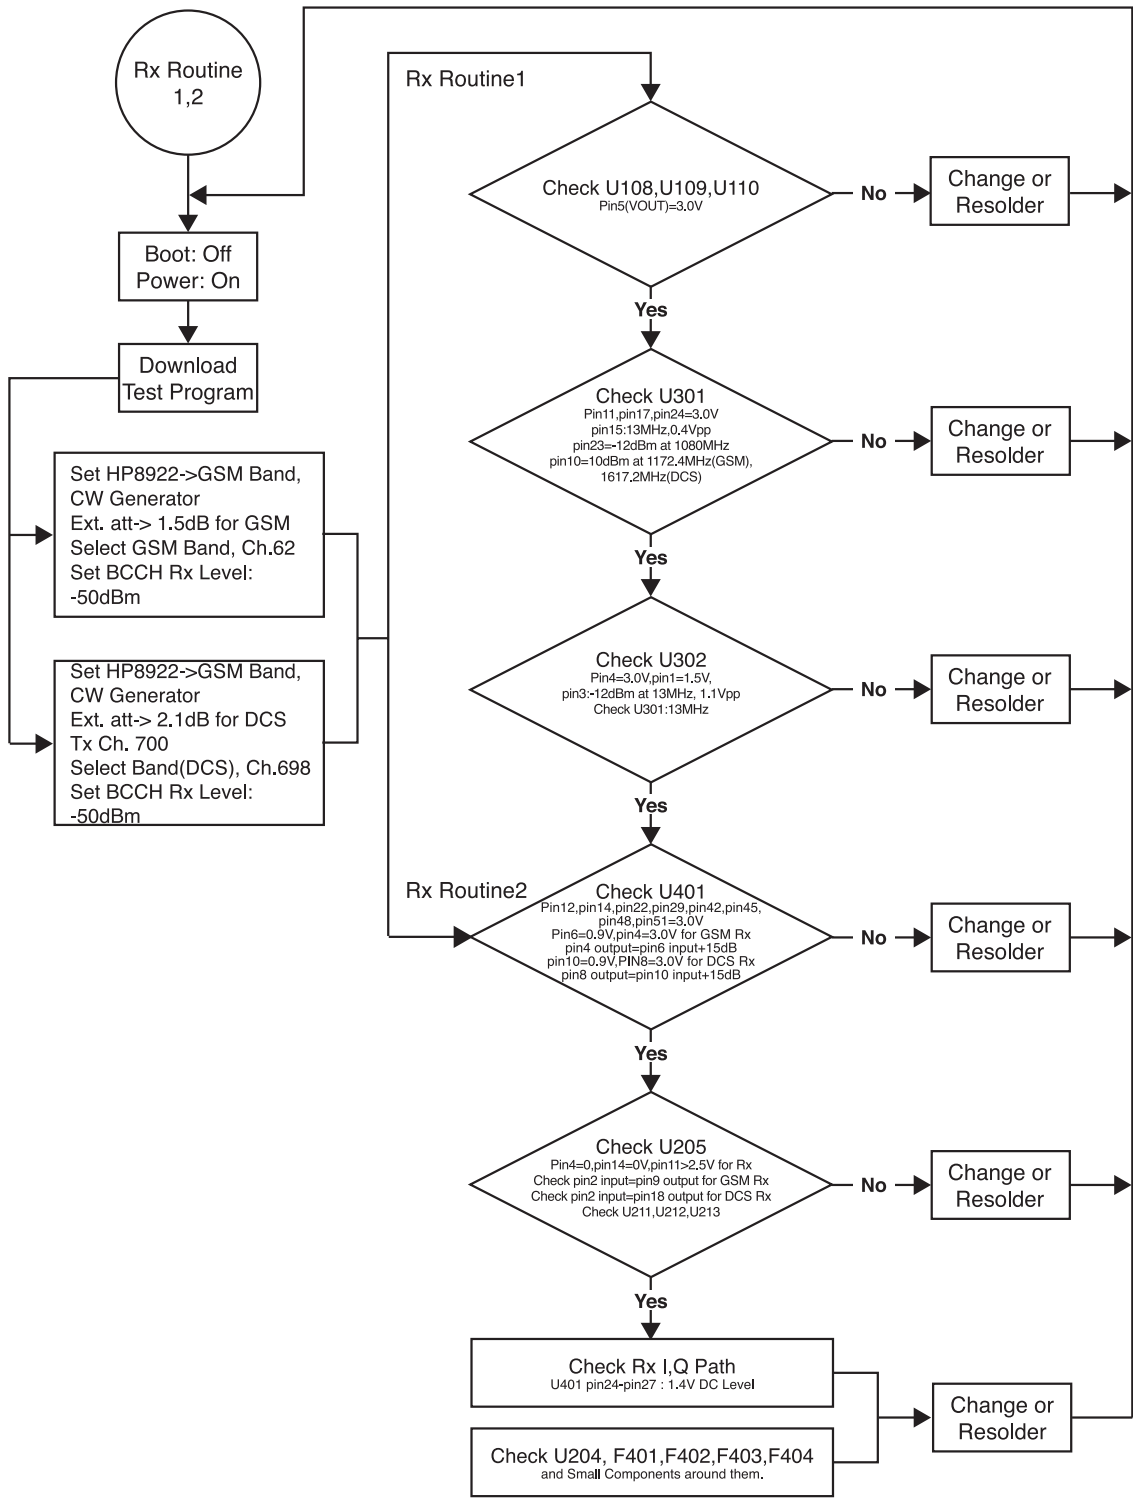 Rx Routine
1,2
Boot: Off
Power: On
Download
Test Program
Set HP8922->GSM Band,
CW Generator
Ext. att-> 1.5dB for GSM
Select GSM Band, Ch.62
Set BCCH Rx Level:
-50dBm
Set HP8922->GSM Band,
CW Generator
Ext. att-> 2.1dB for DCS
Tx Ch. 700
Select Band(DCS), Ch.698
Set BCCH Rx Level:
-50dBm
Rx Routine1
Check U108,U109,U110
Pin5(VOUT)=3.0V
No
Change or
Resolder
Yes
Check U301
Pin11,pin17,pin24=3.0V
pin15:13MHz,0.4Vpp
pin23=-12dBm at 1080MHz
pin10=10dBm at 1172.4MHz(GSM),
1617.2MHz(DCS)
No
Change or
Resolder
Yes
Check U302
Pin4=3.0V,pin1=1.5V,
pin3:-12dBm at 13MHz, 1.1Vpp
Check U301:13MHz
No
Change or
Resolder
Yes
Rx Routine2
Check U401
Pin12,pin14,pin22,pin29,pin42,pin45,
pin48,pin51=3.0V
Pin6=0.9V,pin4=3.0V for GSM Rx
pin4 output=pin6 input+15dB
pin10=0.9V,PIN8=3.0V for DCS Rx
pin8 output=pin10 input+15dB
No
Change or
Resolder
Yes
Check U205
Pin4=0,pin14=0V,pin11>2.5V for Rx
Check pin2 input=pin9 output for GSM Rx
Check pin2 input=pin18 output for DCS Rx
Check U211,U212,U213
No
Change or
Resolder
Yes
Check Rx I,Q Path
U401 pin24-pin27 : 1.4V DC Level
Change or
Resolder
Check U204, F401,F402,F403,F404
and Small Components around them.